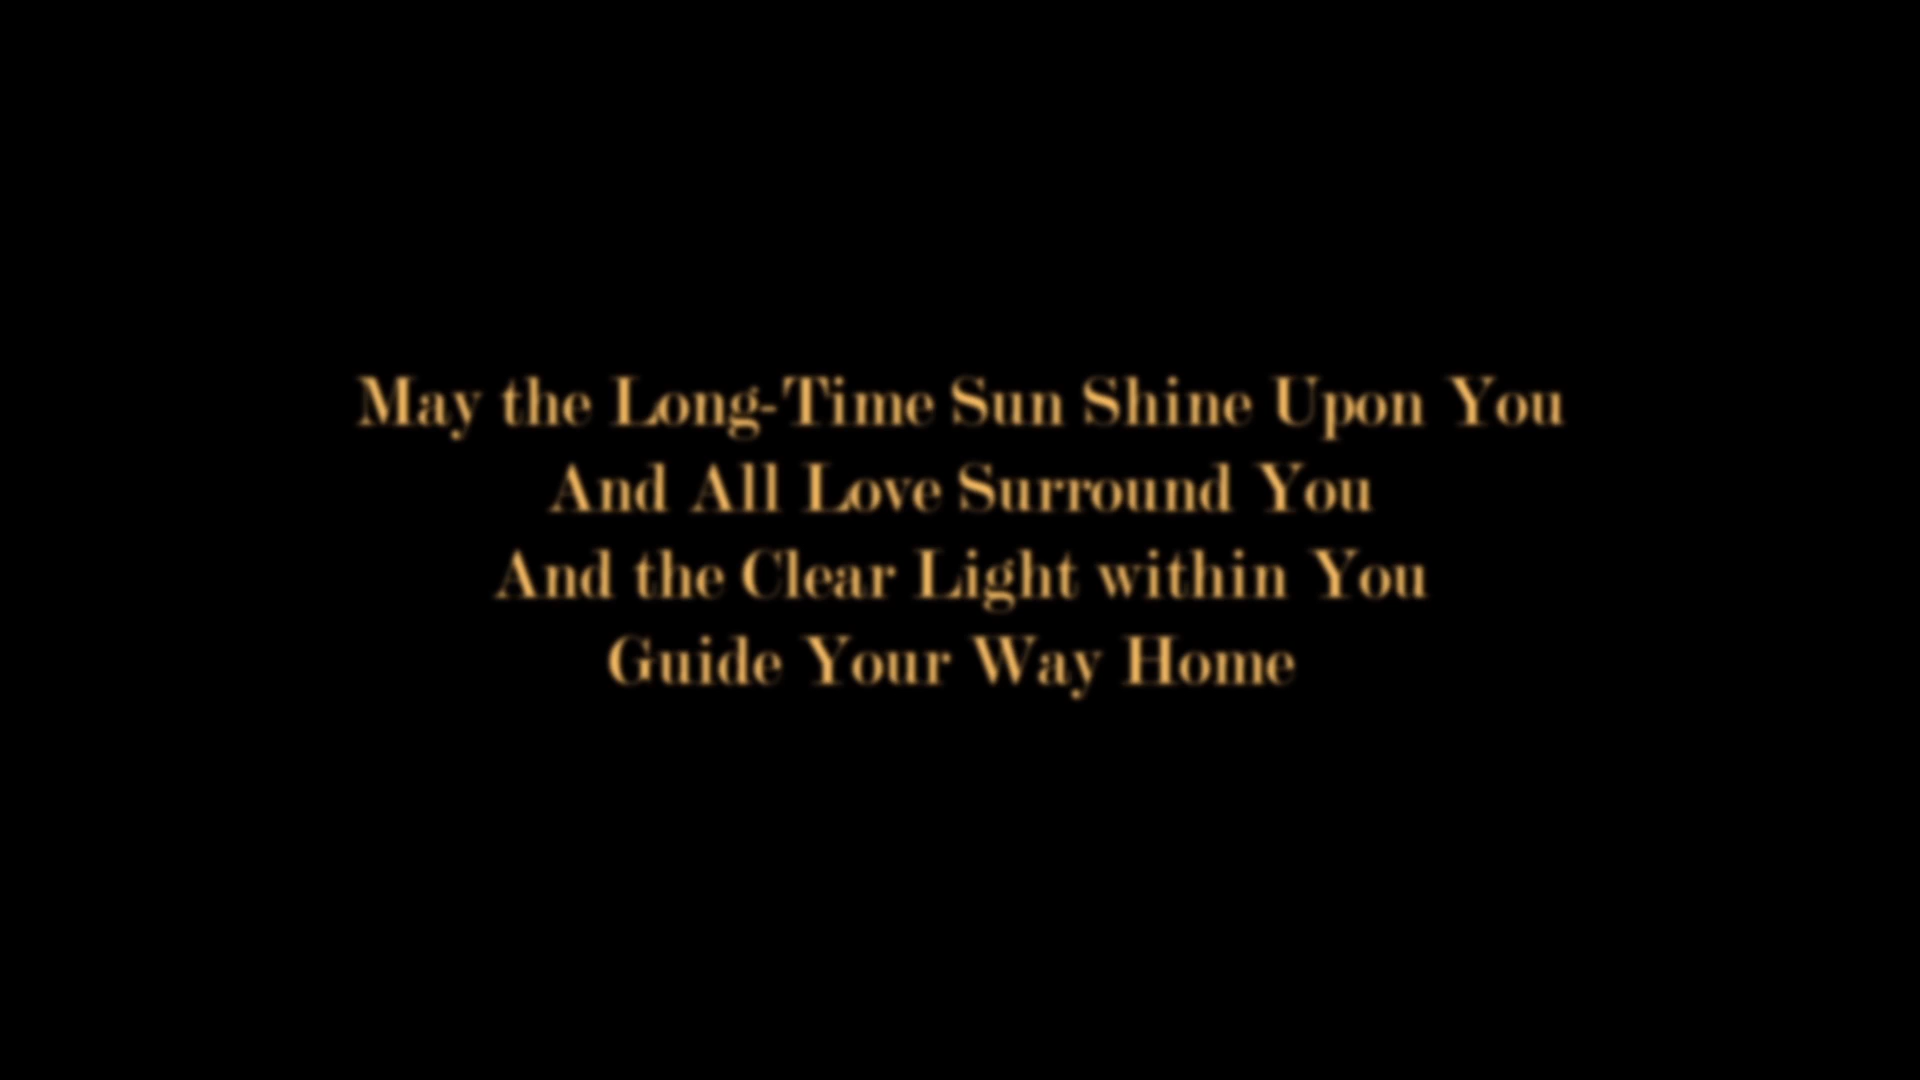 May the Long-Time Sun Shine Upon You
And All Love Surround You
And the Clear Light within You
Guide Your Way Home